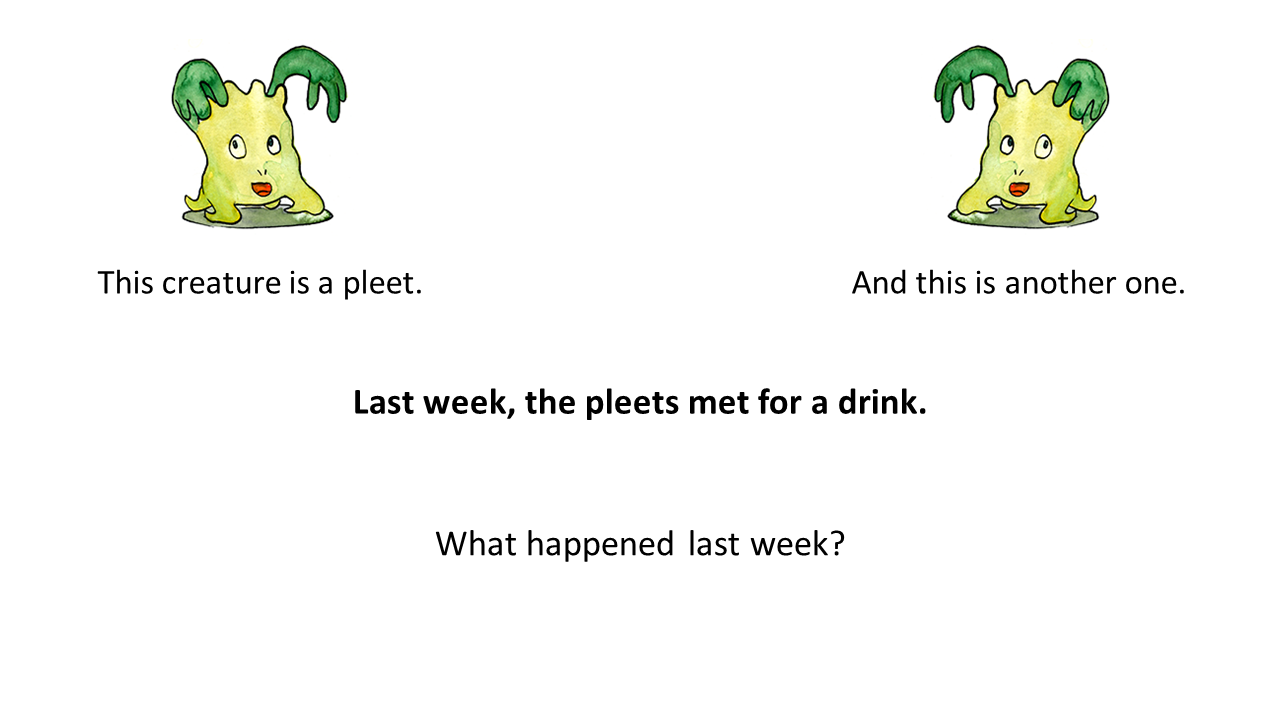 This creature is a pleet.
And this is another one.
Last week, the pleets met for a drink.
What happened last week?